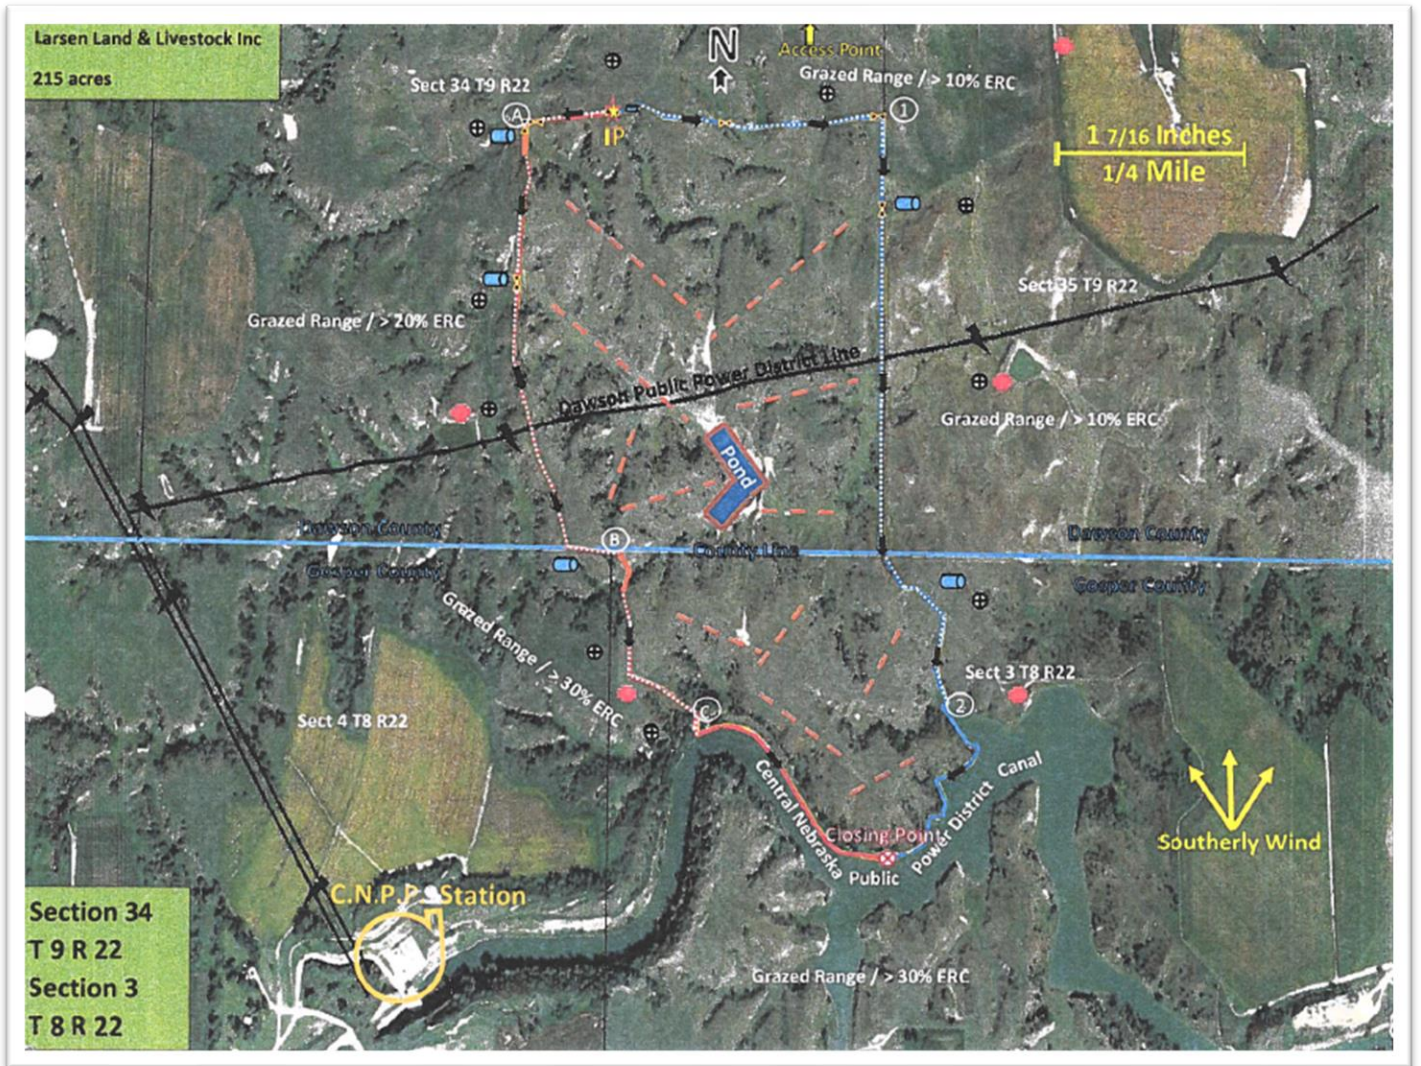 Larsen Land & Livestock Inc
215 acres
N
Access Point
Sect 34 T9 R22
Grazed Range / > 10% ERC
A
IP
1
1 7/16 Inches
1/4 Mile
Sect 35 T9 R22
Grazed Range / > 20% ERC
Dawson Public Power District Line
Grazed Range / > 10% ERC
Pond
Dawson County
Dawson County
B
County Line
Gosper County
Gosper County
Grazed Range / > 30% ERC
Sect 3 T8 R22
Sect 4 T8 R22
C
2
Central Nebraska Public Power District Canal
Closing Point
Southerly Wind
C.N.P.P. Station
Section 34
T 9 R 22
Section 3
T 8 R 22
Grazed Range / > 30% ERC